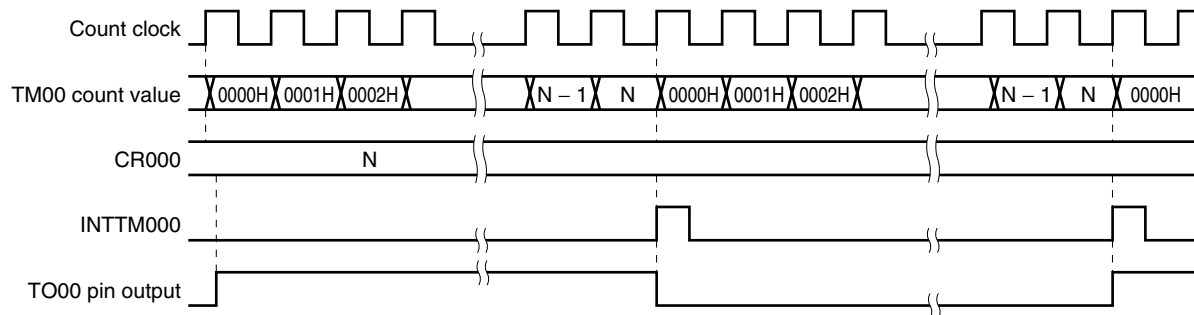 Count clock
TM00 count value 0000H 0001H 0002H N – 1 N 0000H 0001H 0002H N – 1 N 0000H
CR000 N
INTTM000
TO00 pin output